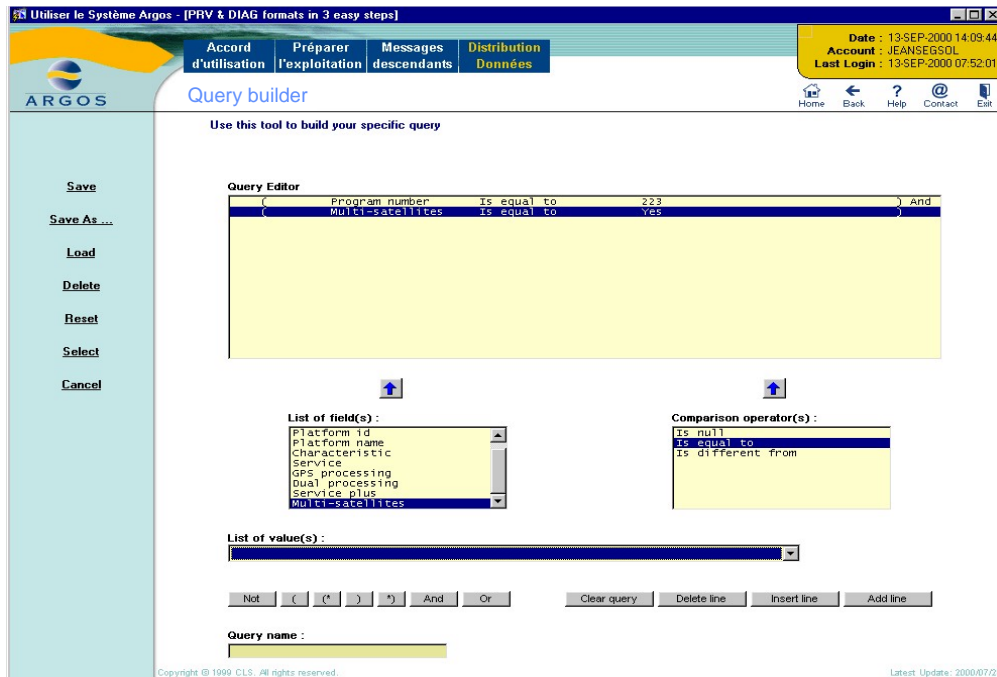 Utiliser le Système Argos - [PRV & DIAG formats in 3 easy steps]
Accord d'utilisation
Préparer l'exploitation
Messages descendants
Distribution Données
Date : 13-SEP-2000 14:09:44
Account : JEANSEGSOL
Last Login : 13-SEP-2000 07:52:01
ARGOS
Query builder
Home Back Help Contact Exit
Use this tool to build your specific query
Save
Save As ...
Load
Delete
Reset
Select
Cancel
Query Editor
( Program number Is equal to 223 ) And
( Multi-satellites Is equal to Yes )
List of field(s) :
Platform id
Platform name
Characteristic
Service
GPS processing
Dual processing
Service plus
Multi-satellites
Comparison operator(s) :
Is null
Is equal to
Is different from
List of value(s) :
Not ( (* ) *) And Or Clear query Delete line Insert line Add line
Query name :
Copyright © 1999 CLS. All rights reserved. Latest Update: 2000/07/2